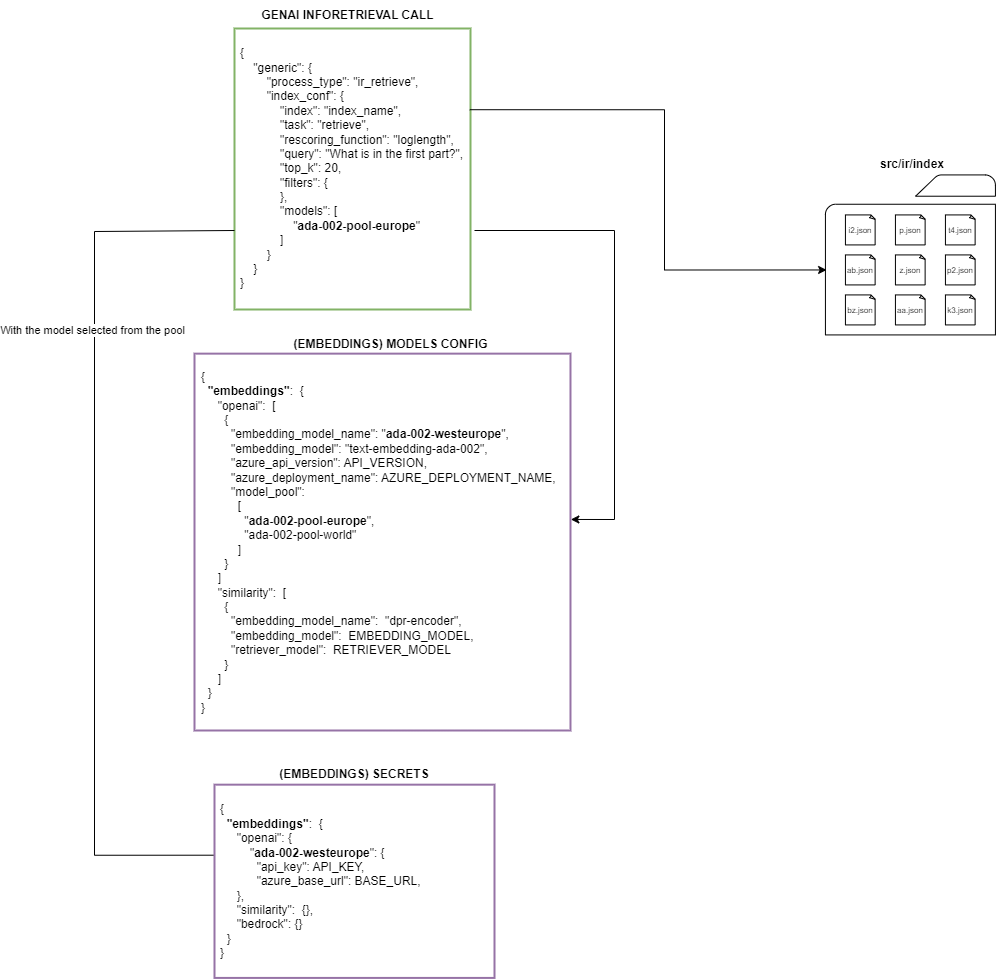 GENAI INFORETRIEVAL CALL
{
"generic": {
"process_type": "ir_retrieve",
"index_conf": {
"index": "index_name",
"task": "retrieve",
"rescoring_function": "loglength",
"query": "What is in the first part?",
"top_k": 20,
"filters": {
},
"models": [
"ada-002-pool-europe"
]
}
}
}
src/ir/index
i2.json p.json t4.json
ab.json z.json p2.json
bz.json aa.json k3.json
With the model selected from the pool
(EMBEDDINGS) MODELS CONFIG
{
"embeddings": {
"openai": [
{
"embedding_model_name": "ada-002-westeurope",
"embedding_model": "text-embedding-ada-002",
"azure_api_version": API_VERSION,
"azure_deployment_name": AZURE_DEPLOYMENT_NAME,
"model_pool":
[
"ada-002-pool-europe",
"ada-002-pool-world"
]
}
]
"similarity": [
{
"embedding_model_name": "dpr-encoder",
"embedding_model": EMBEDDING_MODEL,
"retriever_model": RETRIEVER_MODEL
}
]
}
}
(EMBEDDINGS) SECRETS
{
"embeddings": {
"openai": {
"ada-002-westeurope": {
"api_key": API_KEY,
"azure_base_url": BASE_URL,
},
"similarity": {},
"bedrock": {}
}
}